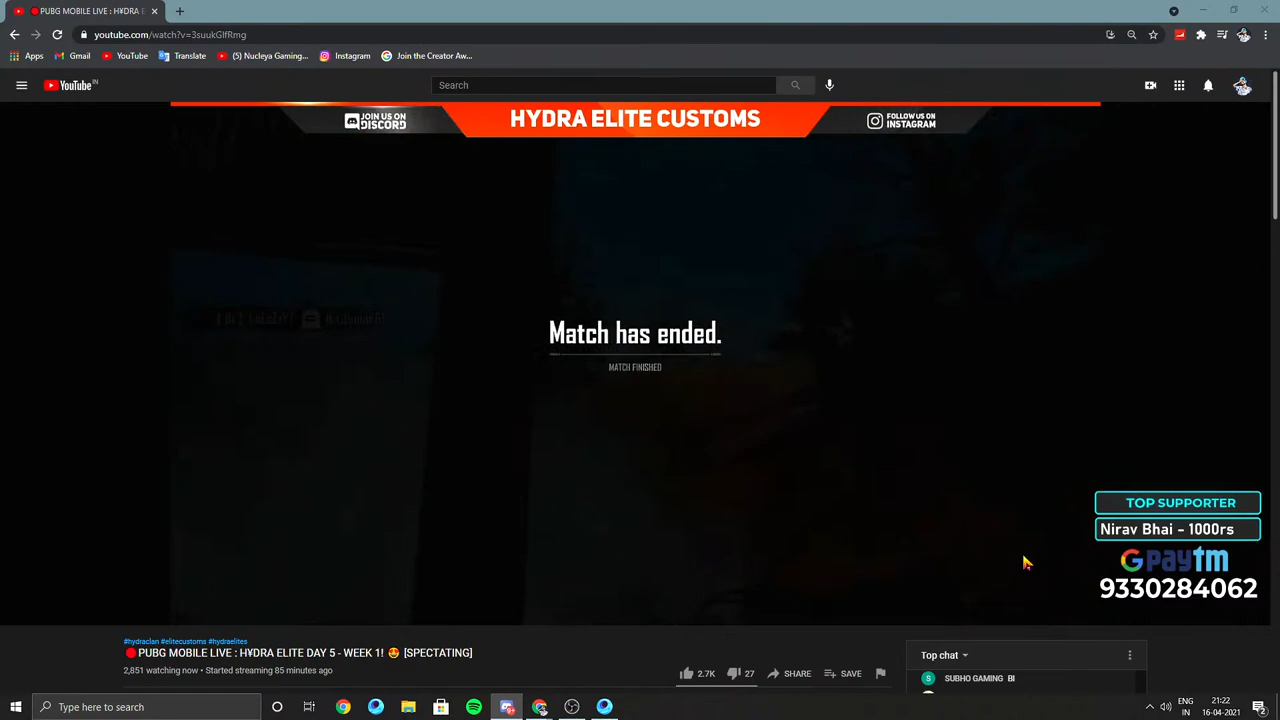 🔴PUBG MOBILE LIVE : H¥DRA E
youtube.com/watch?v=3suukGlfRmg
Apps
Gmail
YouTube
Translate
(5) Nucleya Gaming...
Instagram
Join the Creator Aw...
YouTube IN
Search
JOIN US ON
DISCORD
HYDRA ELITE CUSTOMS
FOLLOW US ON
INSTAGRAM
Match has ended.
MATCH FINISHED
TOP SUPPORTER
Nirav Bhai - 1000rs
G paytm
9330284062
#hydraclan #elitecustoms #hydraelites
🔴PUBG MOBILE LIVE : H¥DRA ELITE DAY 5 - WEEK 1! 😍 [SPECTATING]
2,851 watching now • Started streaming 85 minutes ago
2.7K
27
SHARE
SAVE
Top chat
S SUBHO GAMING BI
Type here to search
ENG
IN
21:22
16-04-2021
2